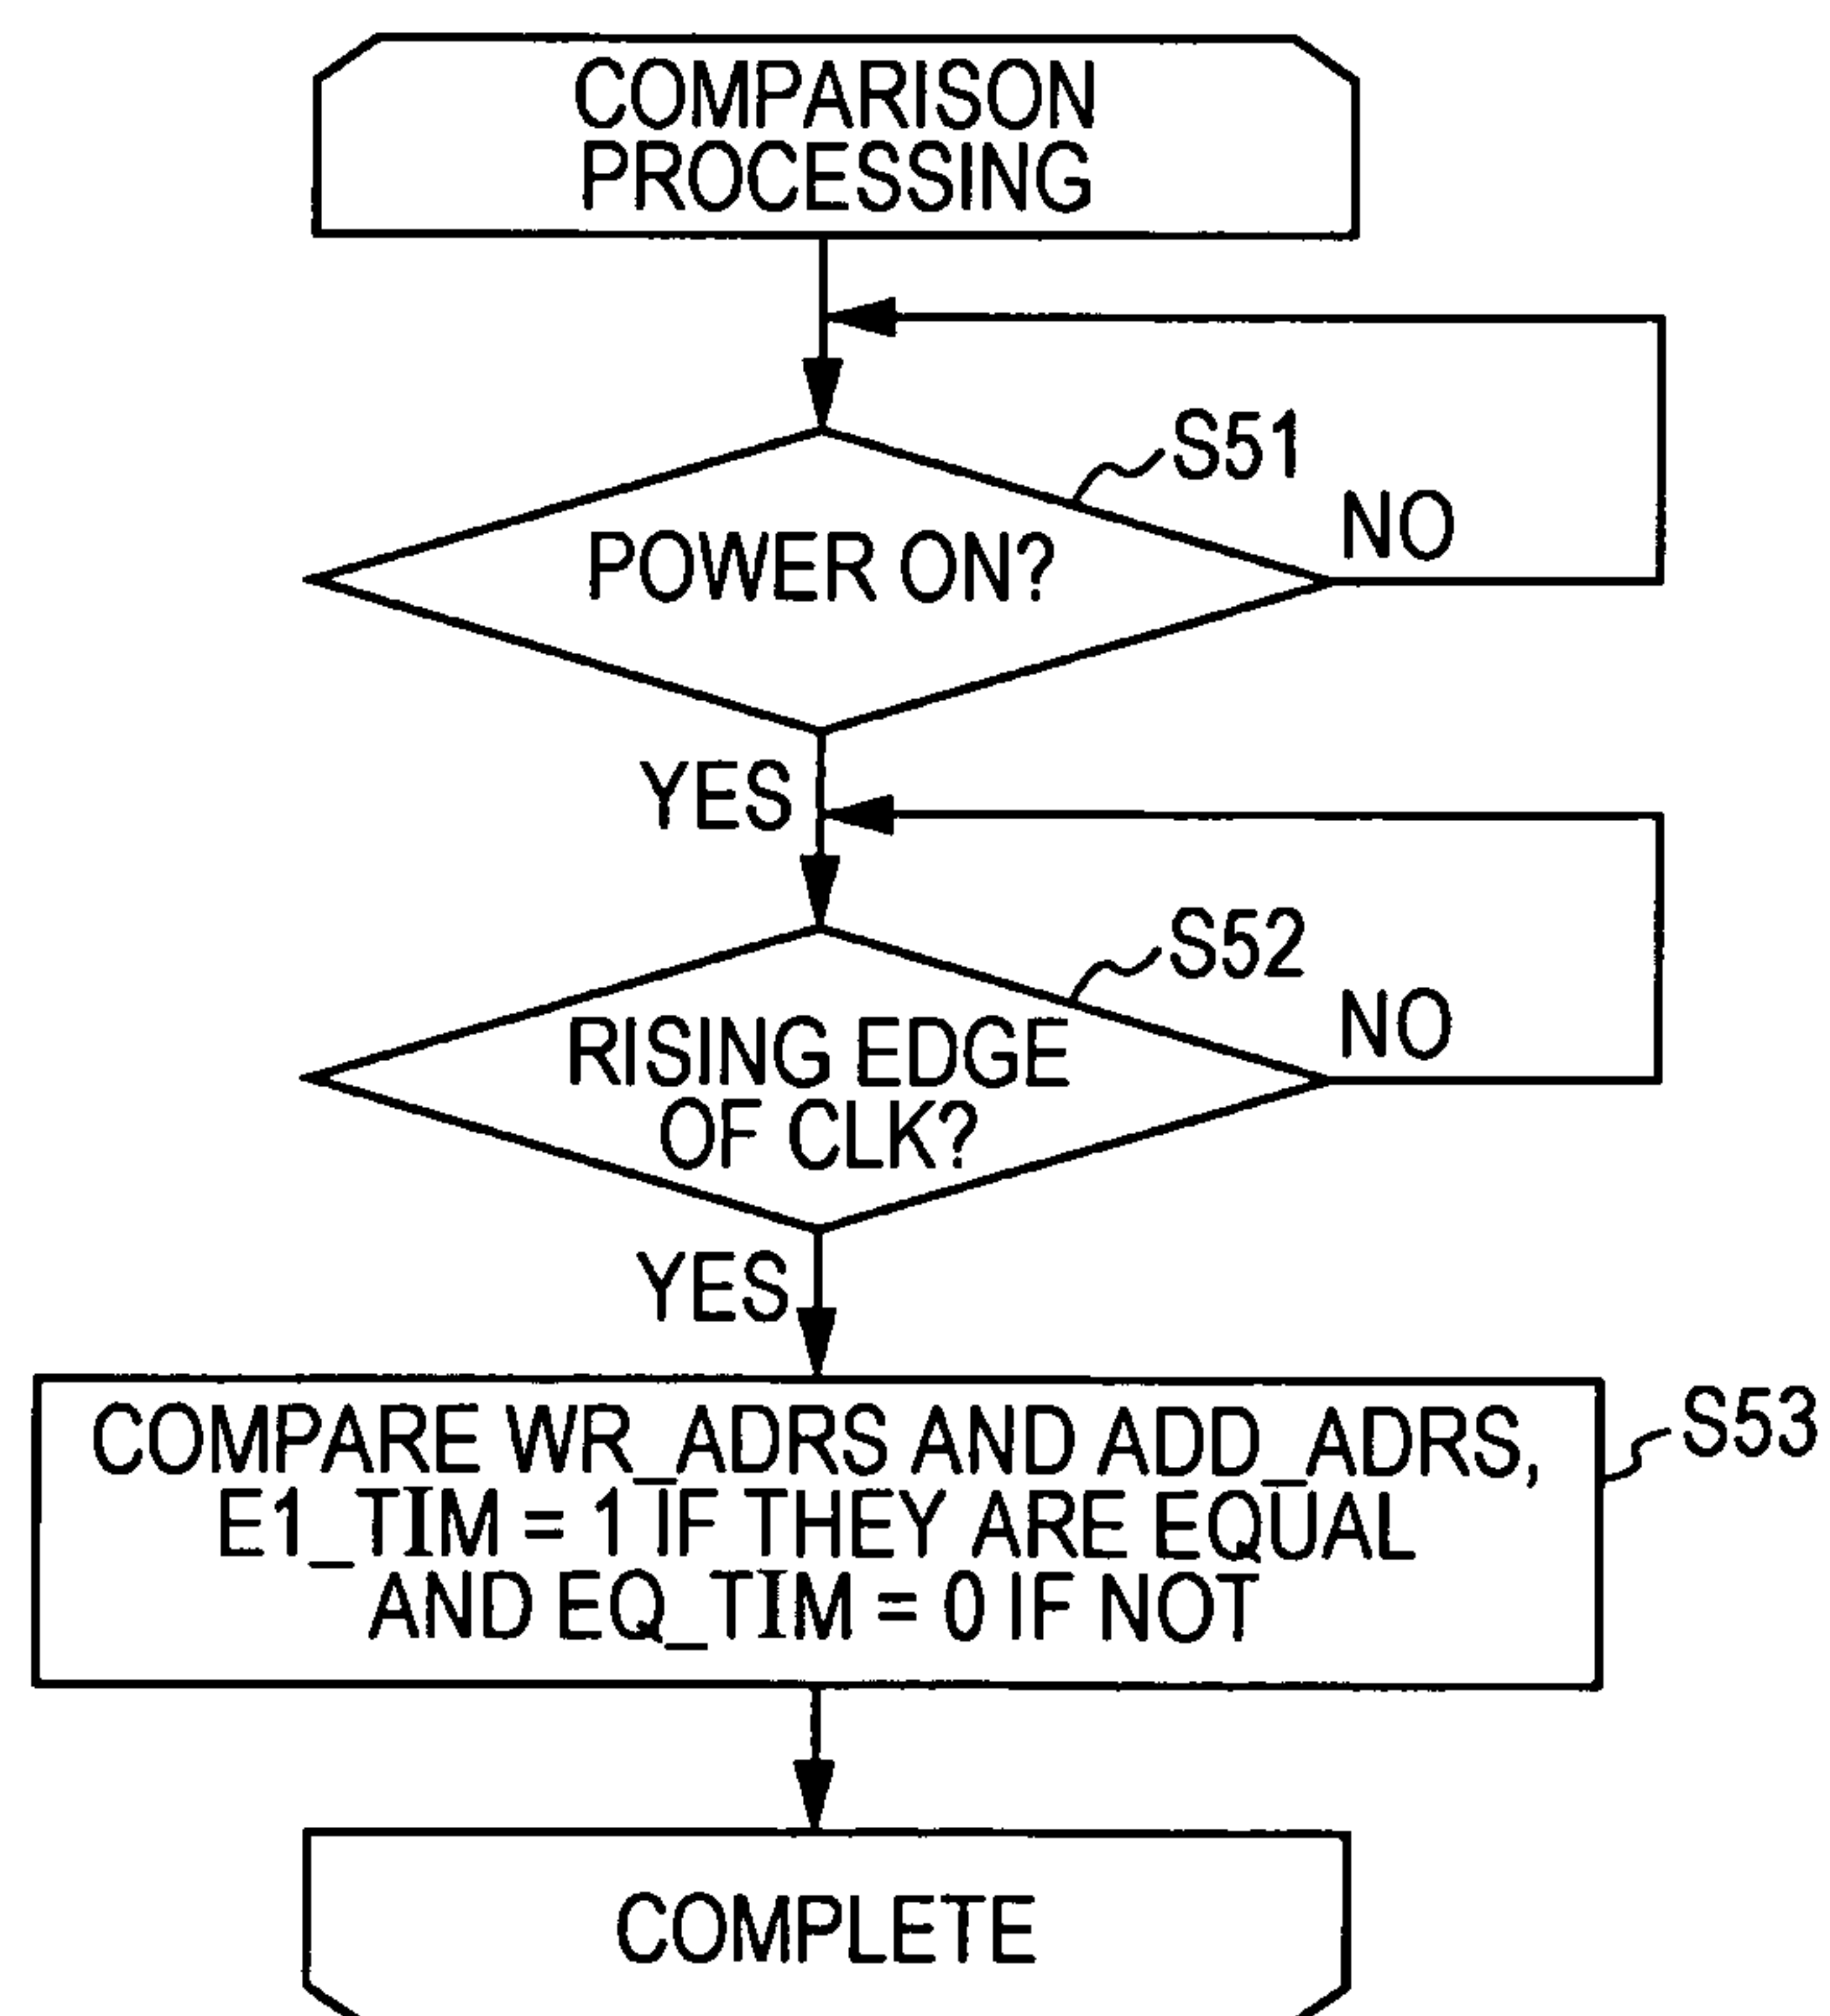 COMPARISON
PROCESSING
S51
POWER ON?
NO
YES
S52
RISING EDGE
OF CLK?
NO
YES
S53
COMPARE WR_ADRS AND ADD_ADRS,
E1_TIM = 1 IF THEY ARE EQUAL
AND EQ_TIM = 0 IF NOT
COMPLETE